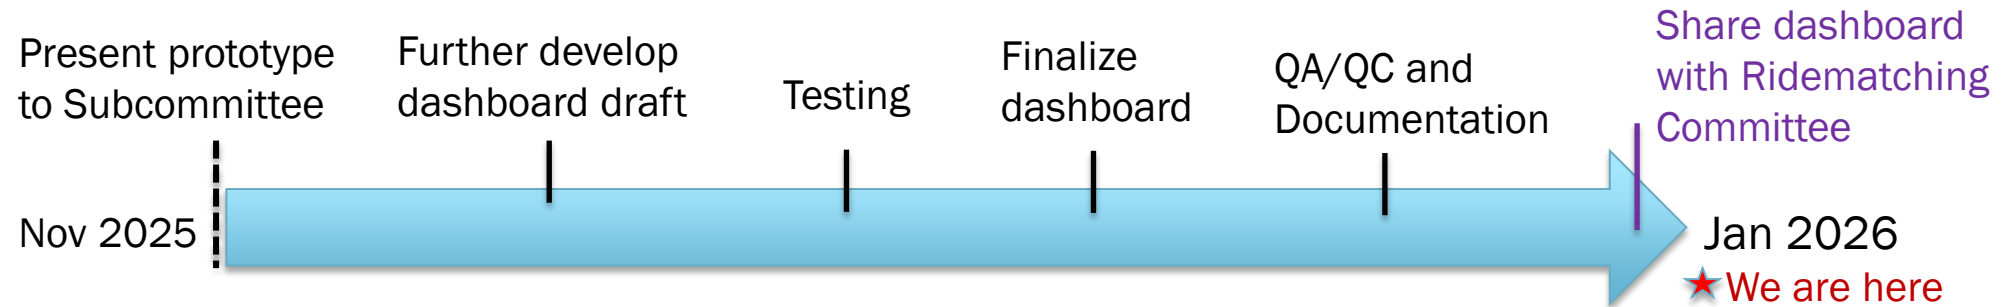 Present prototype
to Subcommittee
Further develop
dashboard draft
Testing
Finalize
dashboard
QA/QC and
Documentation
Share dashboard
with Ridematching
Committee
Nov 2025
Jan 2026
We are here